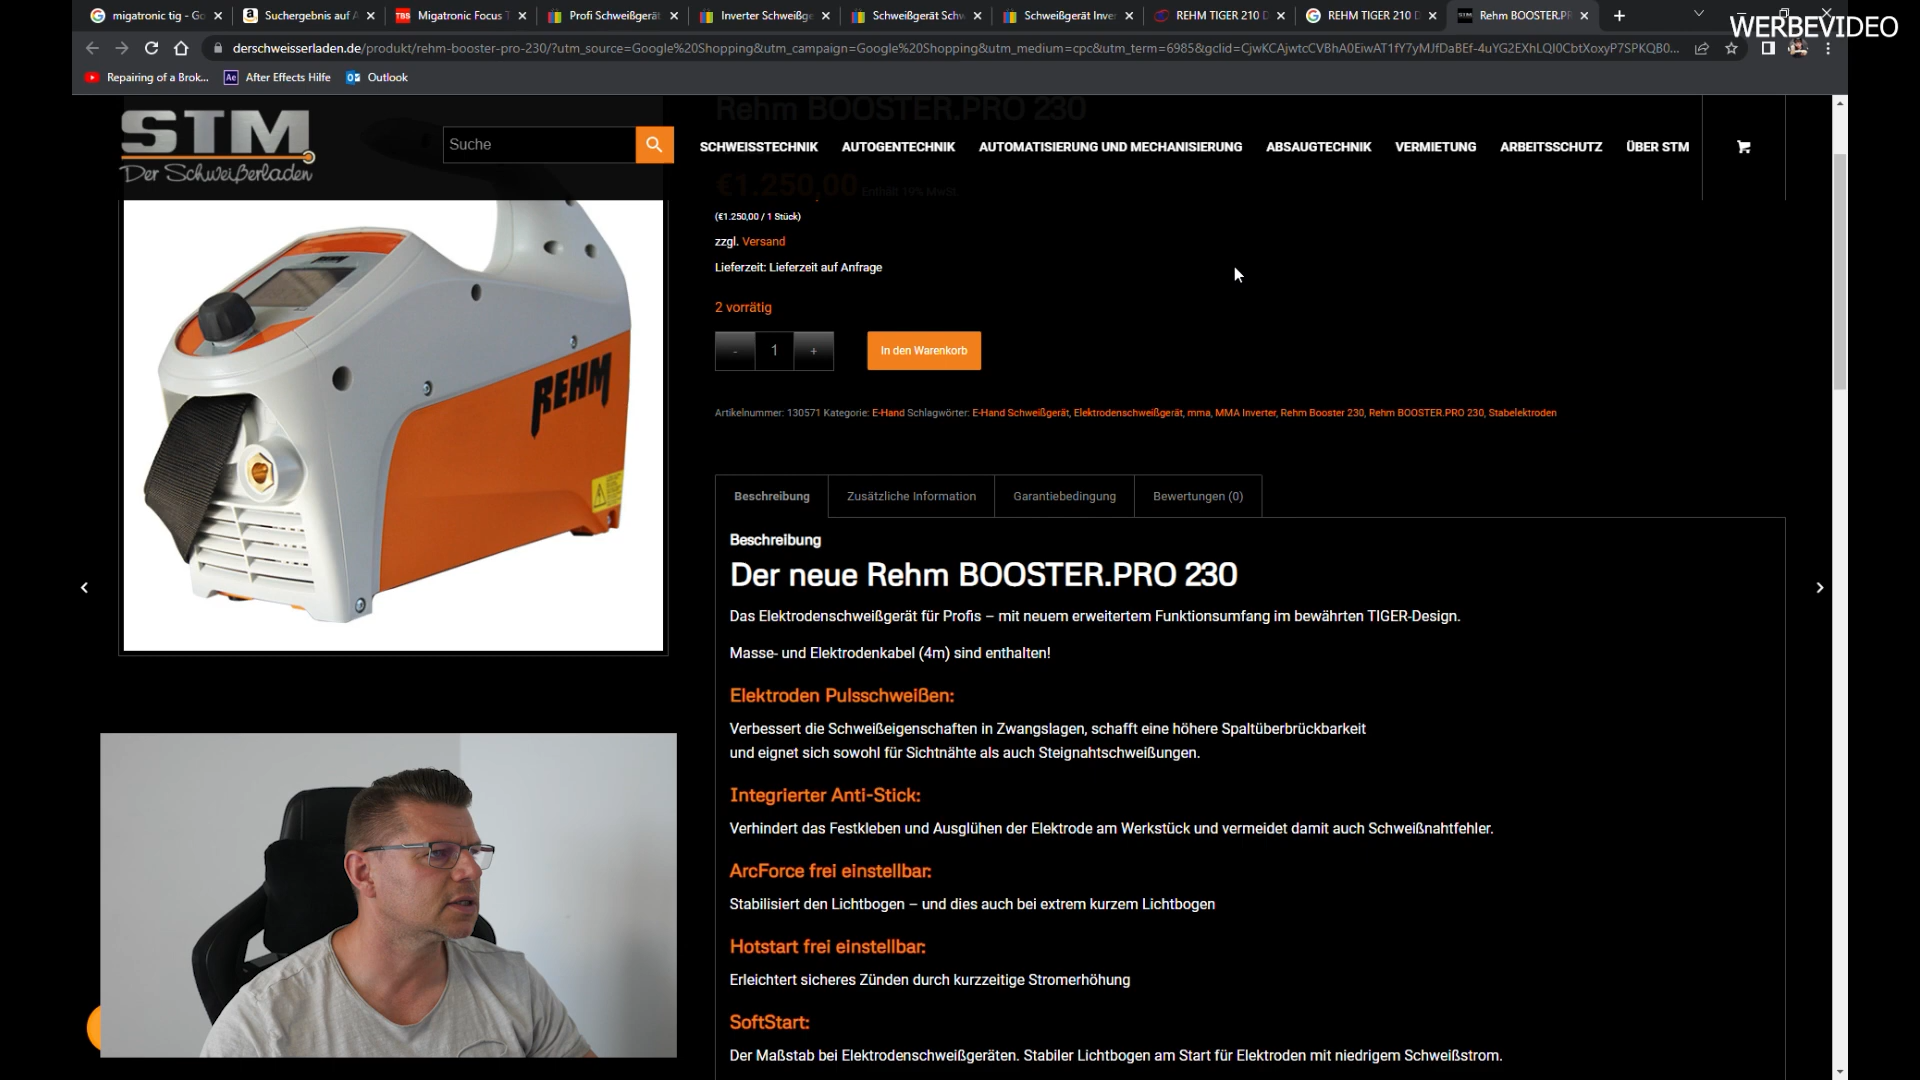 migatronic tig - Go
Suchergebnis auf A
Migatronic Focus T
Profi Schweißgerät
Inverter Schweißge
Schweißgerät Schw
Schweißgerät Inver
REHM TIGER 210 D
REHM TIGER 210 D
Rehm BOOSTER.PR
WERBEVIDEO
derschweisserladen.de/produkt/rehm-booster-pro-230/?utm_source=Google%20Shopping&utm_campaign=Google%20Shopping&utm_medium=cpc&utm_term=6985&gclid=
Repairing of a Brok...
Ae After Effects Hilfe
Outlook
Rehm BOOSTER.PRO 230
STM
Der Schweißerladen
Suche
SCHWEISSTECHNIK
AUTOGENTECHNIK
AUTOMATISIERUNG UND MECHANISIERUNG
ABSAUGTECHNIK
VERMIETUNG
ARBEITSSCHUTZ
ÜBER STM
€1.250,00 Enthält 19% MwSt.
(€1.250,00 / 1 Stück)
zzgl. Versand
Lieferzeit: Lieferzeit auf Anfrage
2 vorrätig
- 1 +
In den Warenkorb
REHM
REHM
Artikelnummer: 130571 Kategorie: E-Hand Schlagwörter: E-Hand Schweißgerät, Elektrodenschweißgerät, mma, MMA Inverter, Rehm Booster 230, Rehm BOOSTER.PRO 230, Stabelektroden
Beschreibung
Zusätzliche Information
Garantiebedingung
Bewertungen (0)
Beschreibung
Der neue Rehm BOOSTER.PRO 230
Das Elektrodenschweißgerät für Profis – mit neuem erweitertem Funktionsumfang im bewährten TIGER-Design.
Masse- und Elektrodenkabel (4m) sind enthalten!
Elektroden Pulsschweißen:
Verbessert die Schweißeigenschaften in Zwangslagen, schafft eine höhere Spaltüberbrückbarkeit
und eignet sich sowohl für Sichtnähte als auch Steignahtschweißungen.
Integrierter Anti-Stick:
Verhindert das Festkleben und Ausglühen der Elektrode am Werkstück und vermeidet damit auch Schweißnahtfehler.
ArcForce frei einstellbar:
Stabilisiert den Lichtbogen – und dies auch bei extrem kurzem Lichtbogen
Hotstart frei einstellbar:
Erleichtert sicheres Zünden durch kurzzeitige Stromerhöhung
SoftStart:
Der Maßstab bei Elektrodenschweißgeräten. Stabiler Lichtbogen am Start für Elektroden mit niedrigem Schweißstrom.